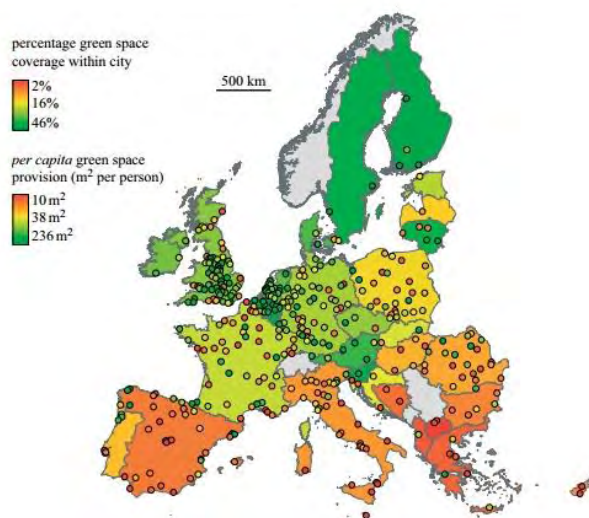 percentage green space
coverage within city
2%
16%
46%
500 km
per capita green space
provision (m² per person)
10 m²
38 m²
236 m²